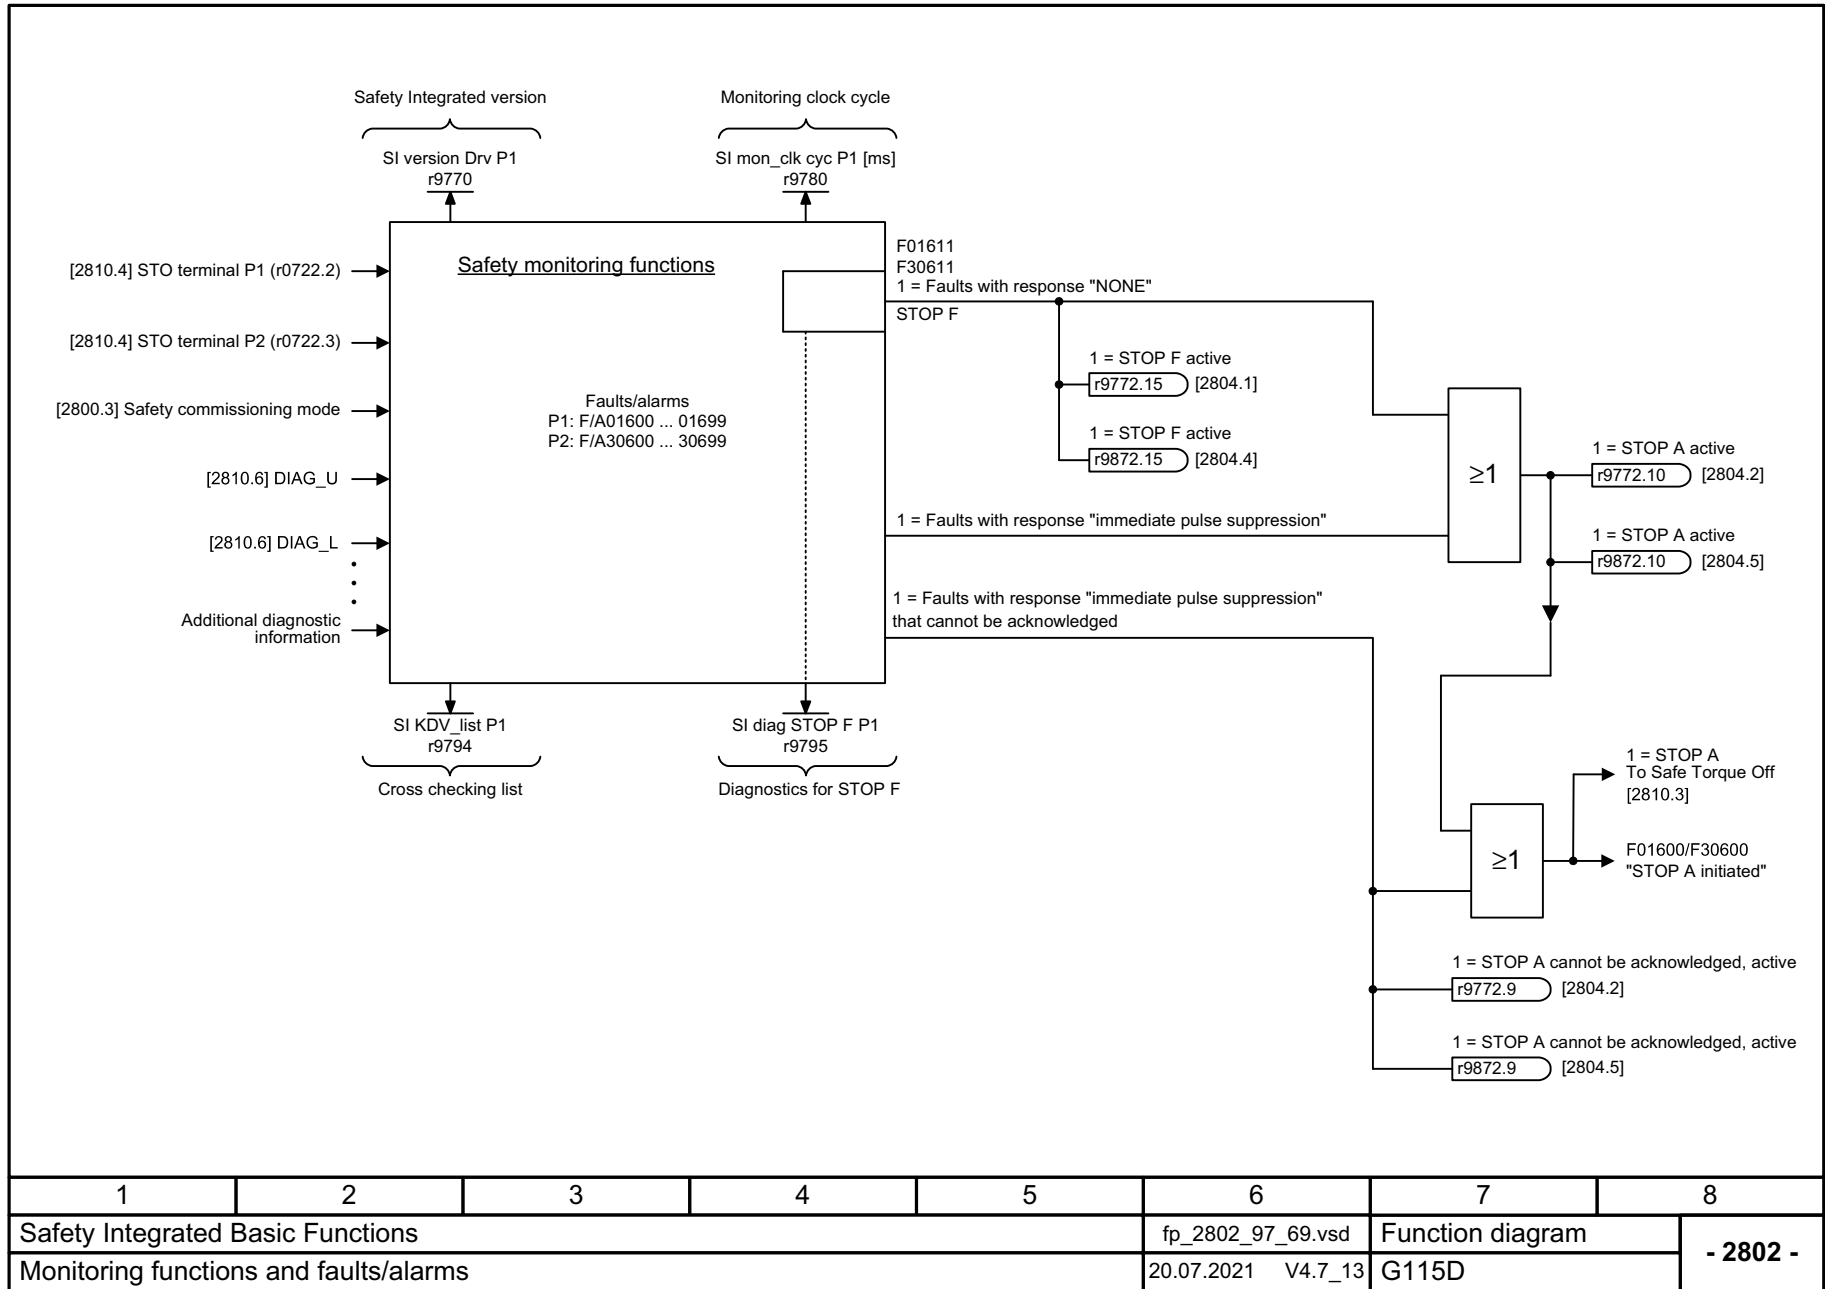 Safety Integrated version
SI version Drv P1
r9770
Monitoring clock cycle
SI mon_clk cyc P1 [ms]
r9780
[2810.4] STO terminal P1 (r0722.2)
[2810.4] STO terminal P2 (r0722.3)
[2800.3] Safety commissioning mode
[2810.6] DIAG_U
[2810.6] DIAG_L
Additional diagnostic
information
Safety monitoring functions
Faults/alarms
P1: F/A01600 ... 01699
P2: F/A30600 ... 30699
F01611
F30611
1 = Faults with response "NONE"
STOP F
1 = STOP F active
r9772.15 [2804.1]
1 = STOP F active
r9872.15 [2804.4]
1 = Faults with response "immediate pulse suppression"
1 = Faults with response "immediate pulse suppression"
that cannot be acknowledged
≥1
1 = STOP A active
r9772.10 [2804.2]
1 = STOP A active
r9872.10 [2804.5]
SI KDV_list P1
r9794
Cross checking list
SI diag STOP F P1
r9795
Diagnostics for STOP F
≥1
1 = STOP A
To Safe Torque Off
[2810.3]
F01600/F30600
"STOP A initiated"
1 = STOP A cannot be acknowledged, active
r9772.9 [2804.2]
1 = STOP A cannot be acknowledged, active
r9872.9 [2804.5]
1 2 3 4 5 6 7 8
Safety Integrated Basic Functions
fp_2802_97_69.vsd
Function diagram
- 2802 -
Monitoring functions and faults/alarms
20.07.2021 V4.7_13
G115D